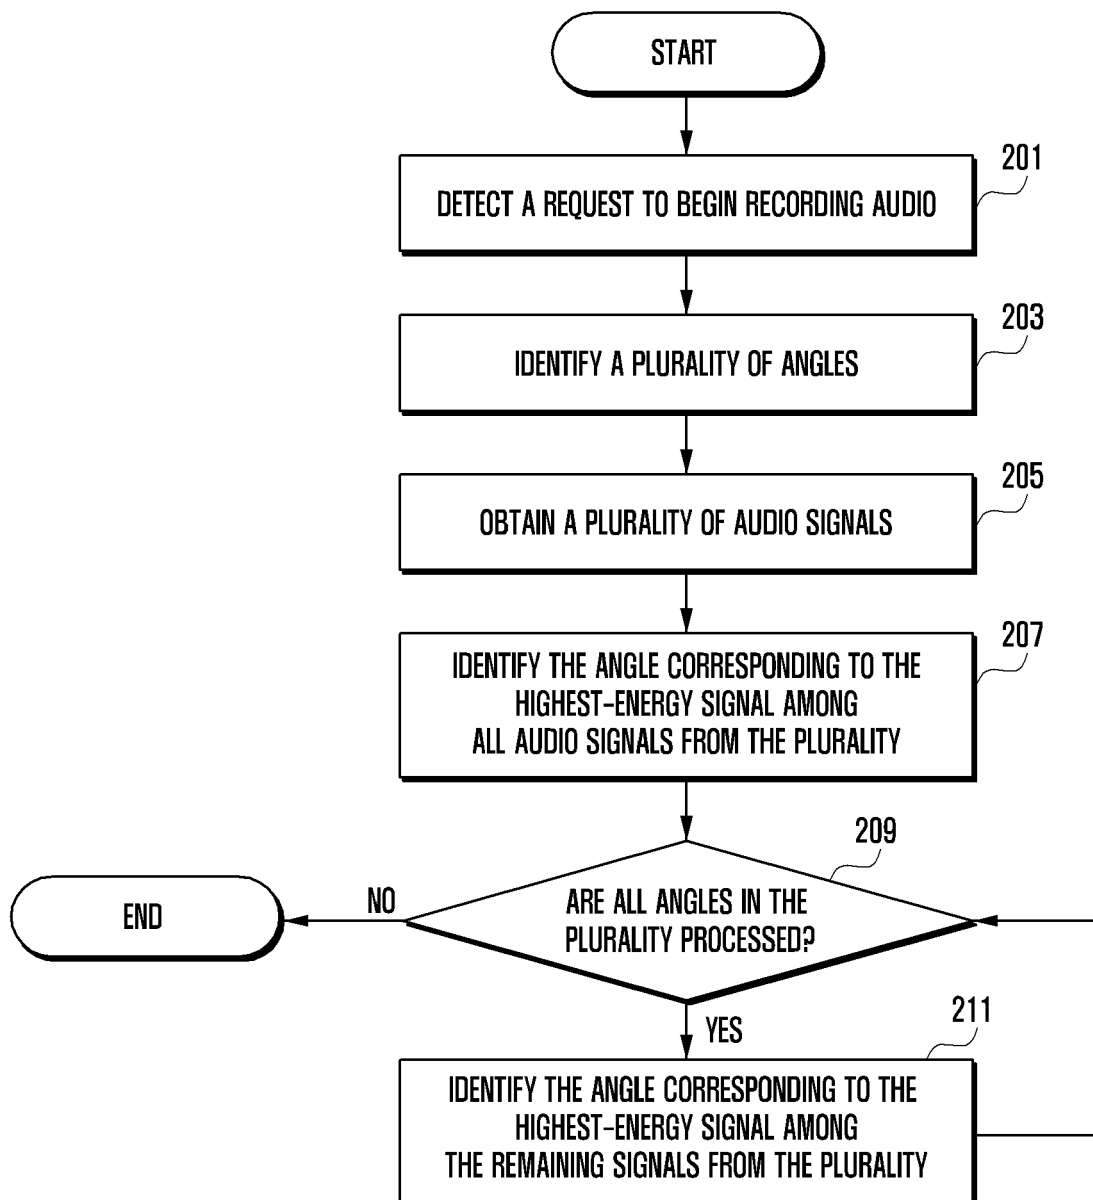 START
201
DETECT A REQUEST TO BEGIN RECORDING AUDIO
203
IDENTIFY A PLURALITY OF ANGLES
205
OBTAIN A PLURALITY OF AUDIO SIGNALS
207
IDENTIFY THE ANGLE CORRESPONDING TO THE
HIGHEST-ENERGY SIGNAL AMONG
ALL AUDIO SIGNALS FROM THE PLURALITY
209
ARE ALL ANGLES IN THE
PLURALITY PROCESSED?
NO
END
YES
211
IDENTIFY THE ANGLE CORRESPONDING TO THE
HIGHEST-ENERGY SIGNAL AMONG
THE REMAINING SIGNALS FROM THE PLURALITY